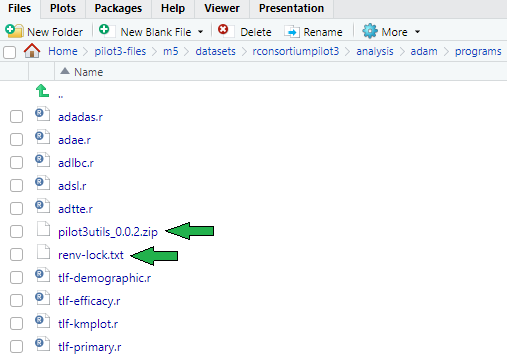 Files Plots Packages Help Viewer Presentation
New Folder New Blank File Delete Rename More
Home pilot3-files m5 datasets rconsortiumpilot3 analysis adam programs
Name
..
adadas.r
adae.r
adlbc.r
adsl.r
adtte.r
pilot3utils_0.0.2.zip
renv-lock.txt
tlf-demographic.r
tlf-efficacy.r
tlf-kmplot.r
tlf-primary.r